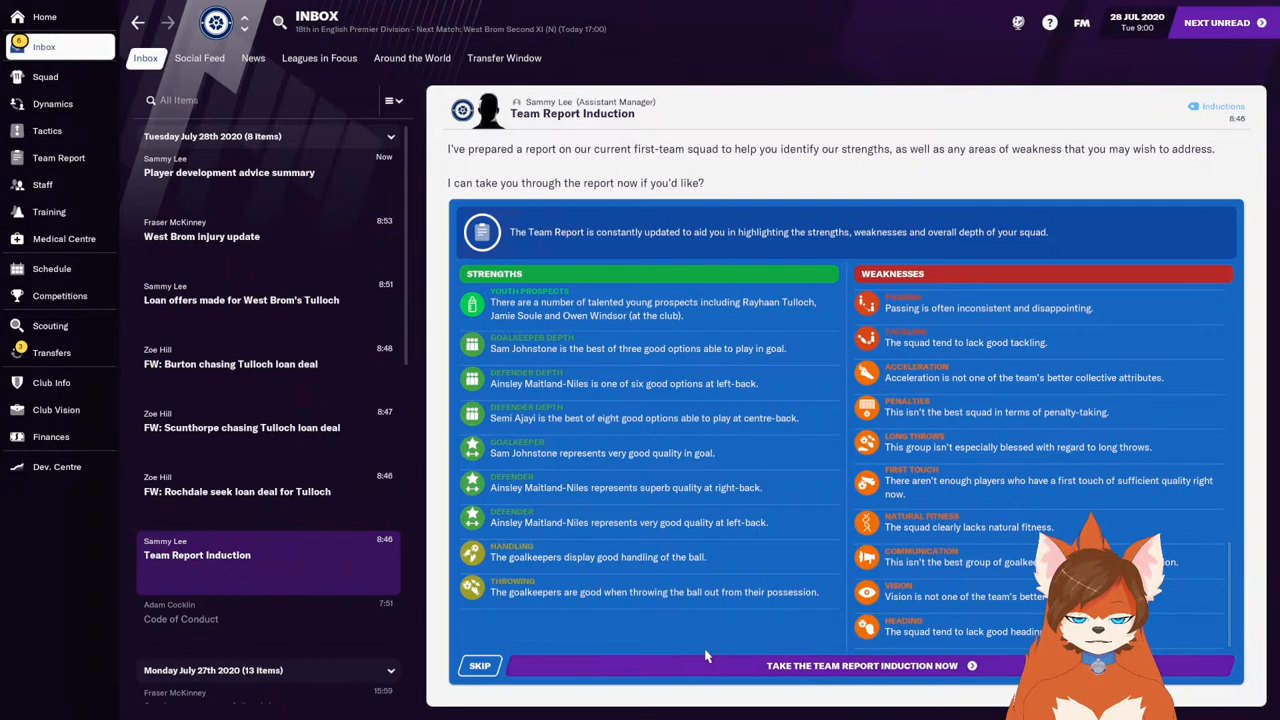 INBOX
18th in English Premier Division - Next Match: West Brom Second XI (N) (Today 17:00)
FM
28 JUL 2020
Tue 9:00
NEXT UNREAD
Home
6
Inbox
Squad
Dynamics
Tactics
Team Report
Staff
Training
Medical Centre
Schedule
Competitions
Scouting
3
Transfers
Club Info
Club Vision
Finances
Dev. Centre
Inbox
Social Feed
News
Leagues in Focus
Around the World
Transfer Window
All Items
Tuesday July 28th 2020 (8 Items)
Sammy Lee
Now
Player development advice summary
Fraser McKinney
8:53
West Brom injury update
Sammy Lee
8:51
Loan offers made for West Brom's Tulloch
Zoe Hill
8:48
FW: Burton chasing Tulloch loan deal
Zoe Hill
8:47
FW: Scunthorpe chasing Tulloch loan deal
Zoe Hill
8:46
FW: Rochdale seek loan deal for Tulloch
Sammy Lee
8:46
Team Report Induction
Adam Cocklin
7:51
Code of Conduct
Monday July 27th 2020 (13 Items)
Fraser McKinney
15:59
Sammy Lee (Assistant Manager)
Team Report Induction
Inductions
8:46
I've prepared a report on our current first-team squad to help you identify our strengths, as well as any areas of weakness that you may wish to address.
I can take you through the report now if you'd like?
The Team Report is constantly updated to aid you in highlighting the strengths, weaknesses and overall depth of your squad.
STRENGTHS
YOUTH PROSPECTS
There are a number of talented young prospects including Rayhaan Tulloch,
Jamie Soule and Owen Windsor (at the club).
GOALKEEPER DEPTH
Sam Johnstone is the best of three good options able to play in goal.
DEFENDER DEPTH
Ainsley Maitland-Niles is one of six good options at left-back.
DEFENDER DEPTH
Semi Ajayi is the best of eight good options able to play at centre-back.
GOALKEEPER
Sam Johnstone represents very good quality in goal.
DEFENDER
Ainsley Maitland-Niles represents superb quality at right-back.
DEFENDER
Ainsley Maitland-Niles represents very good quality at left-back.
HANDLING
The goalkeepers display good handling of the ball.
THROWING
The goalkeepers are good when throwing the ball out from their possession.
WEAKNESSES
PASSING
Passing is often inconsistent and disappointing.
TACKLING
The squad tend to lack good tackling.
ACCELERATION
Acceleration is not one of the team's better collective attributes.
PENALTIES
This isn't the best squad in terms of penalty-taking.
LONG THROWS
This group isn't especially blessed with regard to long throws.
FIRST TOUCH
There aren't enough players who have a first touch of sufficient quality right
now.
NATURAL FITNESS
The squad clearly lacks natural fitness.
COMMUNICATION
This isn't the best group of goalkee
VISION
Vision is not one of the team's better
HEADING
The squad tend to lack good headin
SKIP
TAKE THE TEAM REPORT INDUCTION NOW